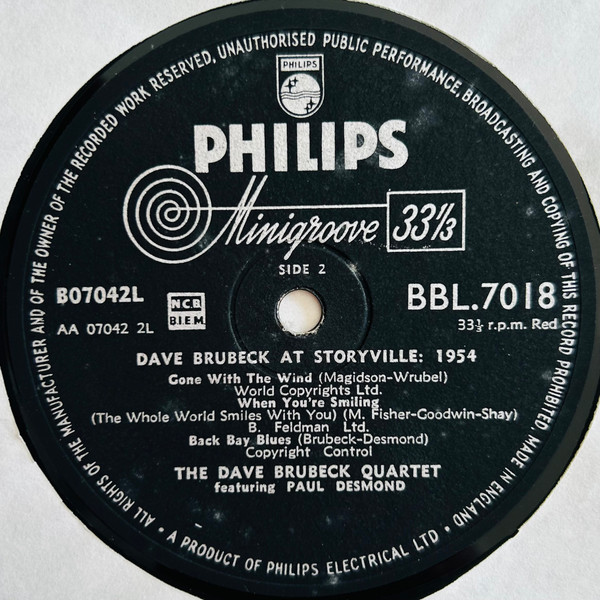 ALL RIGHTS OF THE MANUFACTURER AND OF THE OWNER OF THE RECORDED WORK RESERVED, UNAUTHORISED PUBLIC PERFORMANCE, BROADCASTING AND COPYING OF THIS RECORD PROHIBITED MADE IN ENGLAND
PHILIPS
PHILIPS
Minigroove 33⅓
SIDE 2
B07042L
N.C.B.
B.I.E.M.
BBL.7018
AA 07042 2L
33⅓ r.p.m. Red
DAVE BRUBECK AT STORYVILLE: 1954
Gone With The Wind (Magidson-Wrubel)
World Copyrights Ltd.
When You're Smiling
(The Whole World Smiles With You) (M. Fisher-Goodwin-Shay)
B. Feldman Ltd.
Back Bay Blues (Brubeck-Desmond)
Copyright Control
THE DAVE BRUBECK QUARTET
featuring PAUL DESMOND
• A PRODUCT OF PHILIPS ELECTRICAL LTD •